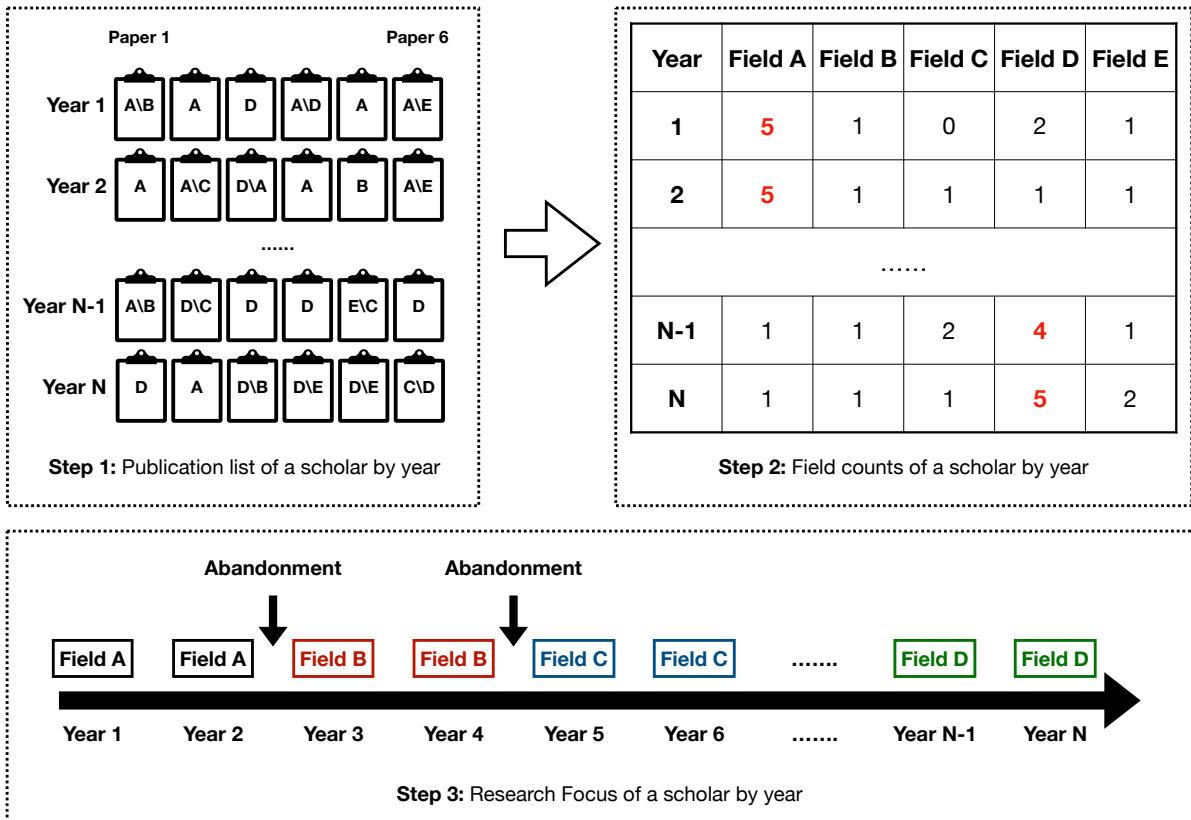 Paper 1 Paper 6
Year 1 A\B A D A\D A A\E
Year 2 A A\C D\A A B A\E
......
Year N-1 A\B D\C D D E\C D
Year N D A D\B D\E D\E C\D
Step 1: Publication list of a scholar by year
Year Field A Field B Field C Field D Field E
1 5 1 0 2 1
2 5 1 1 1 1
......
N-1 1 1 2 4 1
N 1 1 1 5 2
Step 2: Field counts of a scholar by year
Abandonment Abandonment
Field A Field A Field B Field B Field C Field C ....... Field D Field D
Year 1 Year 2 Year 3 Year 4 Year 5 Year 6 ....... Year N-1 Year N
Step 3: Research Focus of a scholar by year